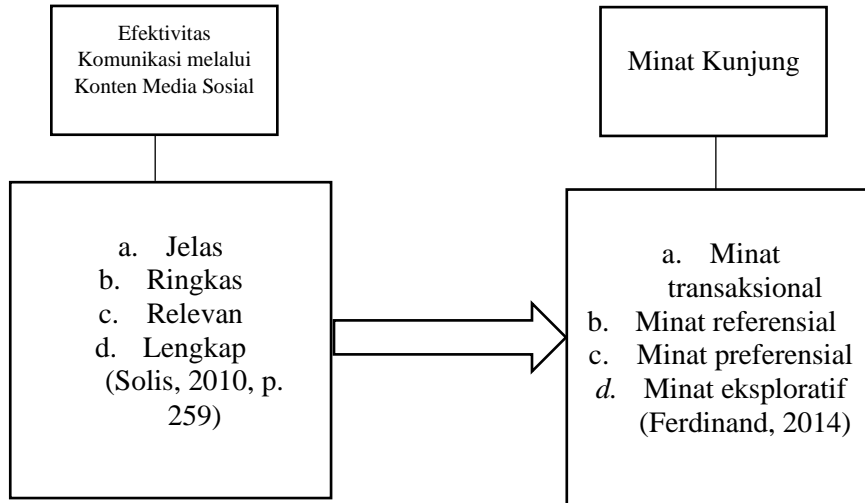 Efektivitas
Komunikasi melalui
Konten Media Sosial
Minat Kunjung
a. Jelas
b. Ringkas
c. Relevan
d. Lengkap
(Solis, 2010, p.
259)
a. Minat
transaksional
b. Minat referensial
c. Minat preferensial
d. Minat eksploratif
(Ferdinand, 2014)